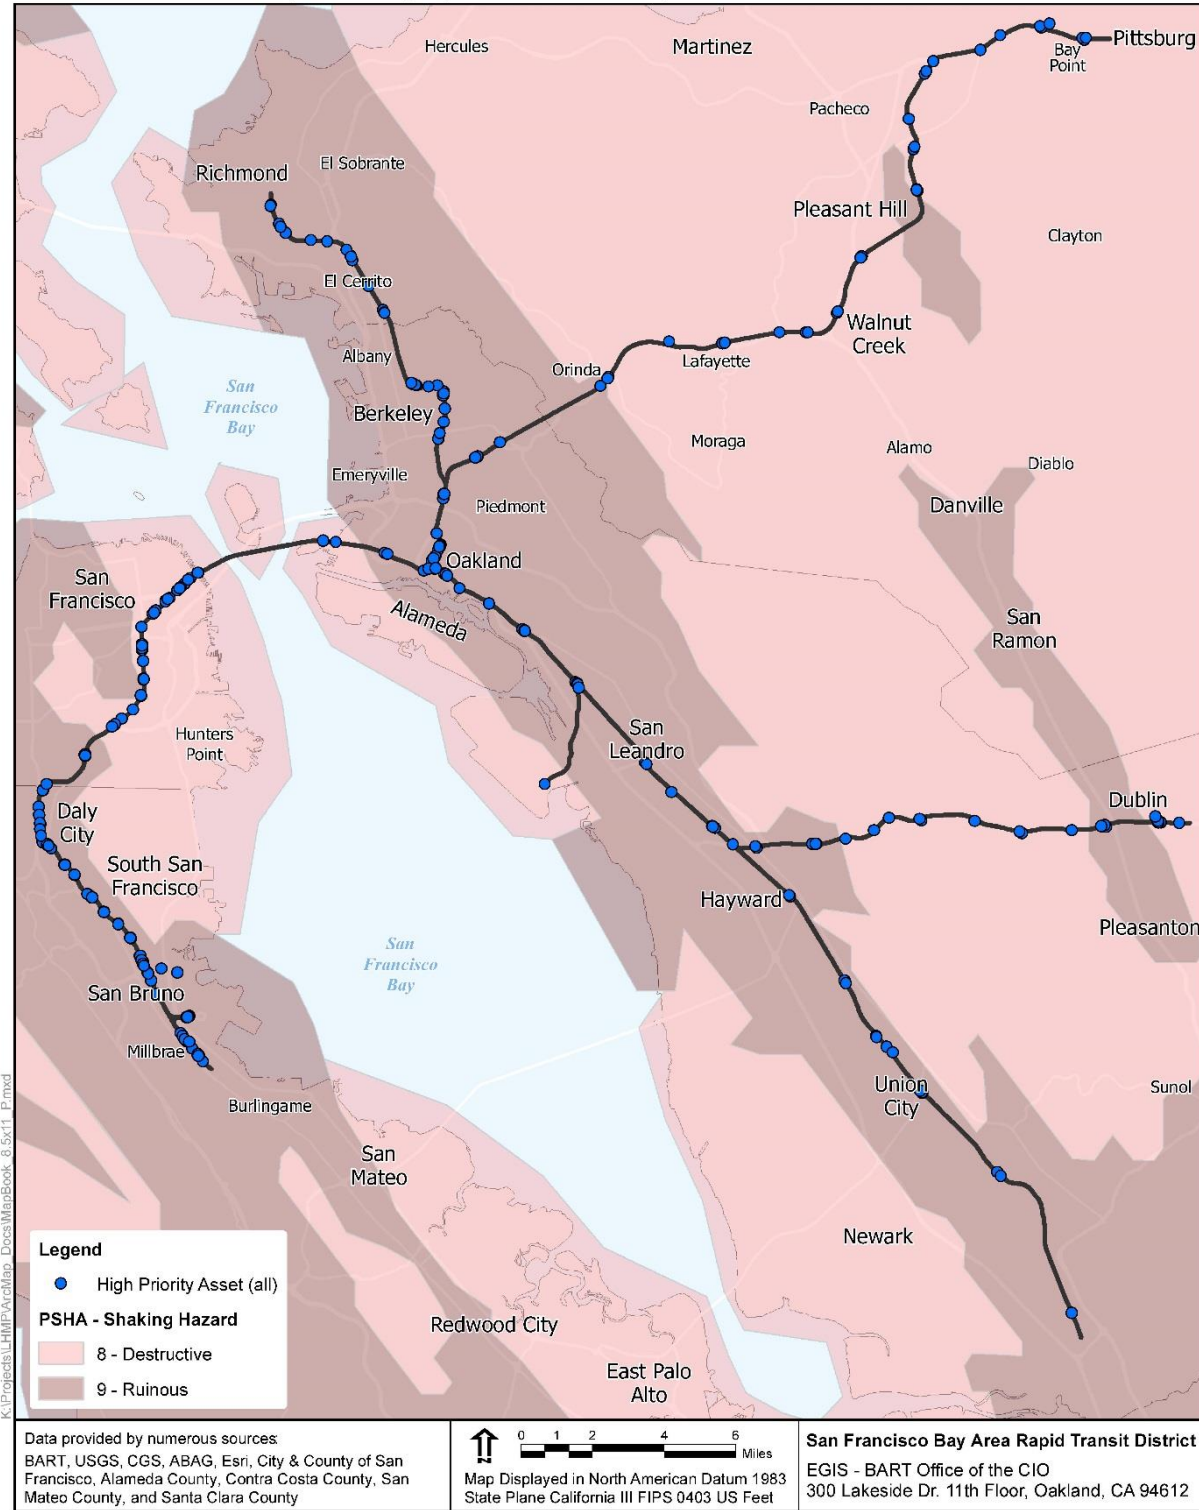 Hercules
Martinez
Pittsburg
Bay
Point
Pacheco
El Sobrante
Richmond
Pleasant Hill
Clayton
El Cerrito
Walnut
Creek
Albany
Lafayette
Orinda
San
Francisco
Bay
Berkeley
Moraga
Alamo
Diablo
Emeryville
Piedmont
Danville
Oakland
San
Francisco
Alameda
San
Ramon
Hunters
Point
San
Leandro
Daly
City
Dublin
South San
Francisco
Hayward
Pleasanton
San
Francisco
Bay
San Bruno
Millbrae
Union
City
Sunol
Burlingame
San
Mateo
Newark
Redwood City
East Palo
Alto
Legend
High Priority Asset (all)
PSHA - Shaking Hazard
8 - Destructive
9 - Ruinous
K:\Projects\LHMP\ArcMap_Docs\MapBook_8.5x11_P.mxd
Data provided by numerous sources:
BART, USGS, CGS, ABAG, Esri, City & County of San
Francisco, Alameda County, Contra Costa County, San
Mateo County, and Santa Clara County
0 1 2 4 6
Miles
Map Displayed in North American Datum 1983
State Plane California III FIPS 0403 US Feet
San Francisco Bay Area Rapid Transit District
EGIS - BART Office of the CIO
300 Lakeside Dr. 11th Floor, Oakland, CA 94612